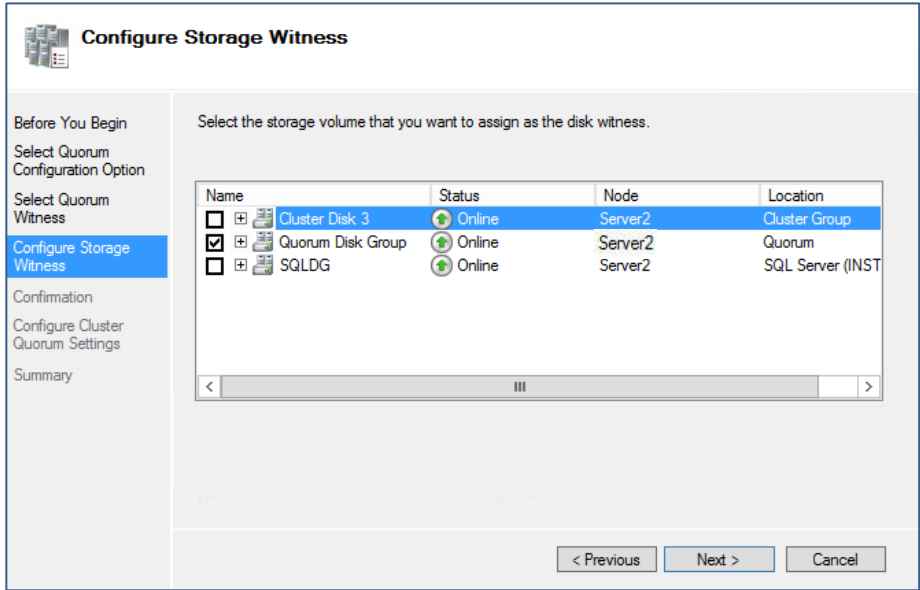 Configure Storage Witness
Before You Begin
Select Quorum
Configuration Option
Select Quorum
Witness
Configure Storage
Witness
Confirmation
Configure Cluster
Quorum Settings
Summary
Select the storage volume that you want to assign as the disk witness.
Name Status Node Location
Cluster Disk 3 Online Server2 Cluster Group
Quorum Disk Group Online Server2 Quorum
SQLDG Online Server2 SQL Server (INST
< Previous Next > Cancel